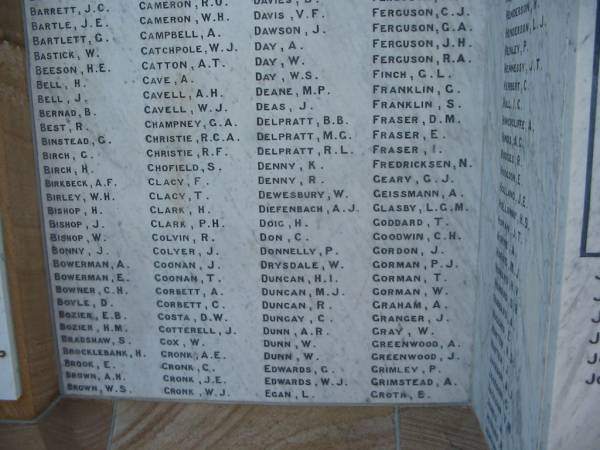 BARRETT, J.C.
BARTLE, J.E.
BARTLETT, G.
BASTICK, W.
BEESON, H.E.
BELL, H.
BELL, J.
BERNAD, B.
BEST, R.
BINSTEAD, G.
BIRCH, G.
BIRCH, H.
BIRKBECK, A.F.
BIRLEY, W.H.
BISHOP, H.
BISHOP, J.
BISHOP, W.
BONNY, J.
BOWERMAN, A.
BOWERMAN, E.
BOWNER, C.H.
BOYLE, D.
BOZIER, E.B.
BOZIER, H.M.
BRADSHAW, S.
BROCKLEBANK, H.
BROOK, E.
BROWN, A.H.
BROWN, W.S.
CAMERON, R.O.
CAMERON, W.H.
CAMPBELL, A.
CATCHPOLE, W.J.
CATTON, A.T.
CAVE, A.
CAVELL, A.H.
CAVELL, W.J.
CHAMPNEY, G.A.
CHRISTIE, R.C.A.
CHRISTIE, R.F.
CHOFIELD, S.
CLACY, F.
CLACY, T.
CLARK, H.
CLARK, P.H.
COLVIN, R.
COLYER, J.
COONAN, J.
COONAN, T.
CORBETT, A.
CORBETT, C.
COSTA, D.W.
COTTERELL, J.
COX, W.
CRONK, A.E.
CRONK, C.
CRONK, J.E.
CRONK, W.J.
DAVIS, V.F.
DAWSON, J.
DAY, A.
DAY, W.
DAY, W.S.
DEANE, M.P.
DEAS, J.
DELPRATT, B.B.
DELPRATT, M.G.
DELPRATT, R.L.
DENNY, K.
DENNY, R.
DEWESBURY, W.
DIEFENBACH, A.J.
DOIG, H.
DON, C.
DONNELLY, P.
DRYSDALE, W.
DUNCAN, H.I.
DUNCAN, M.J.
DUNCAN, R.
DUNGAY, C.
DUNN, A.R.
DUNN, W.
DUNN, W.
EDWARDS, G.
EDWARDS, W.J.
EGAN, L.
FERGUSON, C.J.
FERGUSON, G.A.
FERGUSON, J.H.
FERGUSON, R.A.
FINCH, G.L.
FRANKLIN, G.
FRANKLIN, S.
FRASER, D.M.
FRASER, E.
FRASER, I.
FREDRICKSEN, N.
GEARY, G.J.
GEISSMANN, A.
GLASBY, L.G.M.
GODDARD, T.
GOODWIN, C.H.
GORDON, J.
GORMAN, P.J.
GORMAN, T.
GORMAN, W.
GRAHAM, A.
GRANGER, J.
GRAY, W.
GREENWOOD, A.
GREENWOOD, J.
GRIMLEY, P.
GRIMSTEAD, A.
GROTH, E.
HENLEY, P.
HENNESSY, J.T.
HERBERT, C.